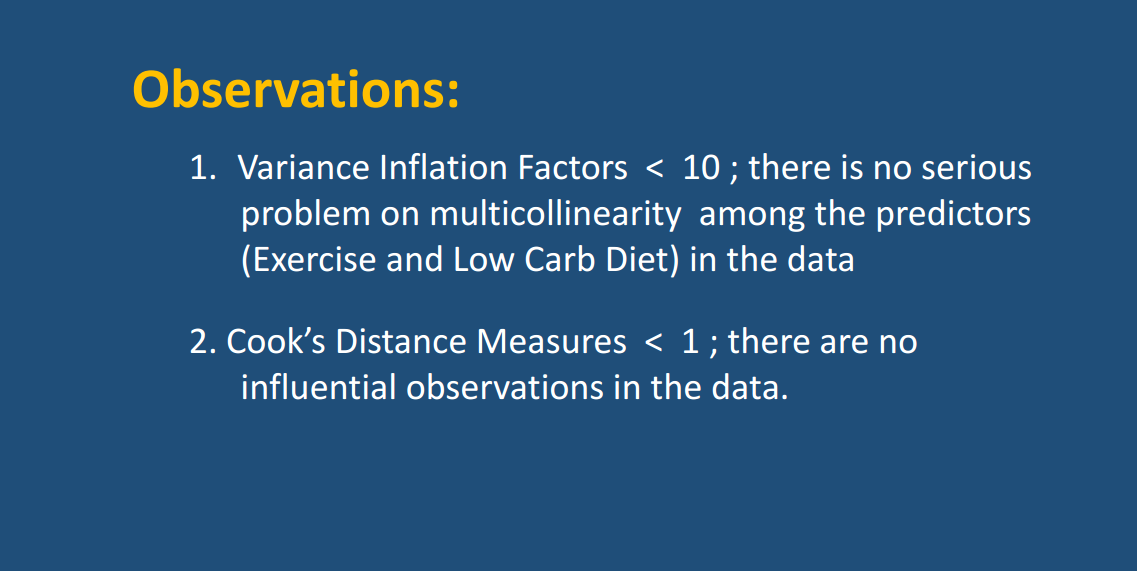 Observations:
1. Variance Inflation Factors < 10 ; there is no serious
problem on multicollinearity among the predictors
(Exercise and Low Carb Diet) in the data
2. Cook’s Distance Measures < 1 ; there are no
influential observations in the data.